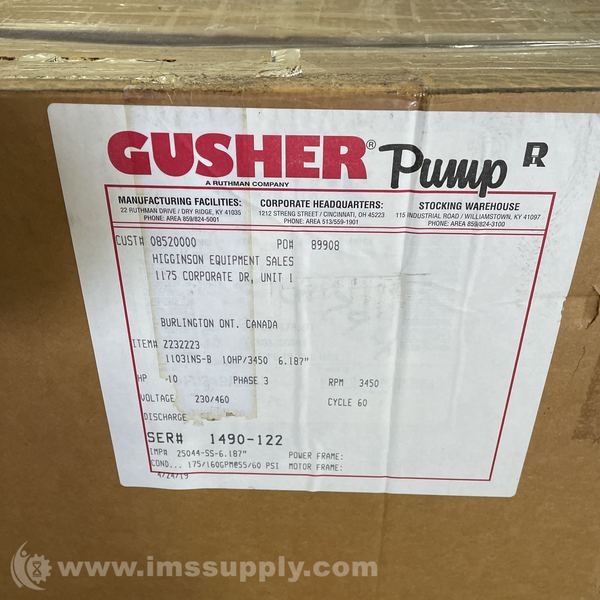 GUSHER® Pump R
A RUTHMAN COMPANY
MANUFACTURING FACILITIES:
22 RUTHMAN DRIVE / DRY RIDGE, KY 41035
PHONE: AREA 859/824-5001
CORPORATE HEADQUARTERS:
1212 STRENG STREET / CINCINNATI, OH 45223
PHONE: AREA 513/559-1901
STOCKING WAREHOUSE
115 INDUSTRIAL ROAD / WILLIAMSTOWN, KY 41097
PHONE: AREA 859/824-3100
CUST# 08520000 PO# 89908
HIGGINSON EQUIPMENT SALES
1175 CORPORATE DR, UNIT 1
BURLINGTON ONT. CANADA
ITEM# 2232223
11031NS-B 10HP/3450 6.187"
HP 10 PHASE 3 RPM 3450
VOLTAGE 230/460 CYCLE 60
DISCHARGE
SER# 1490-122
IMP# 25044-SS-6.187" POWER FRAME:
COND... 175/160GPM@55/60 PSI MOTOR FRAME:
4/24/19
www.imssupply.com